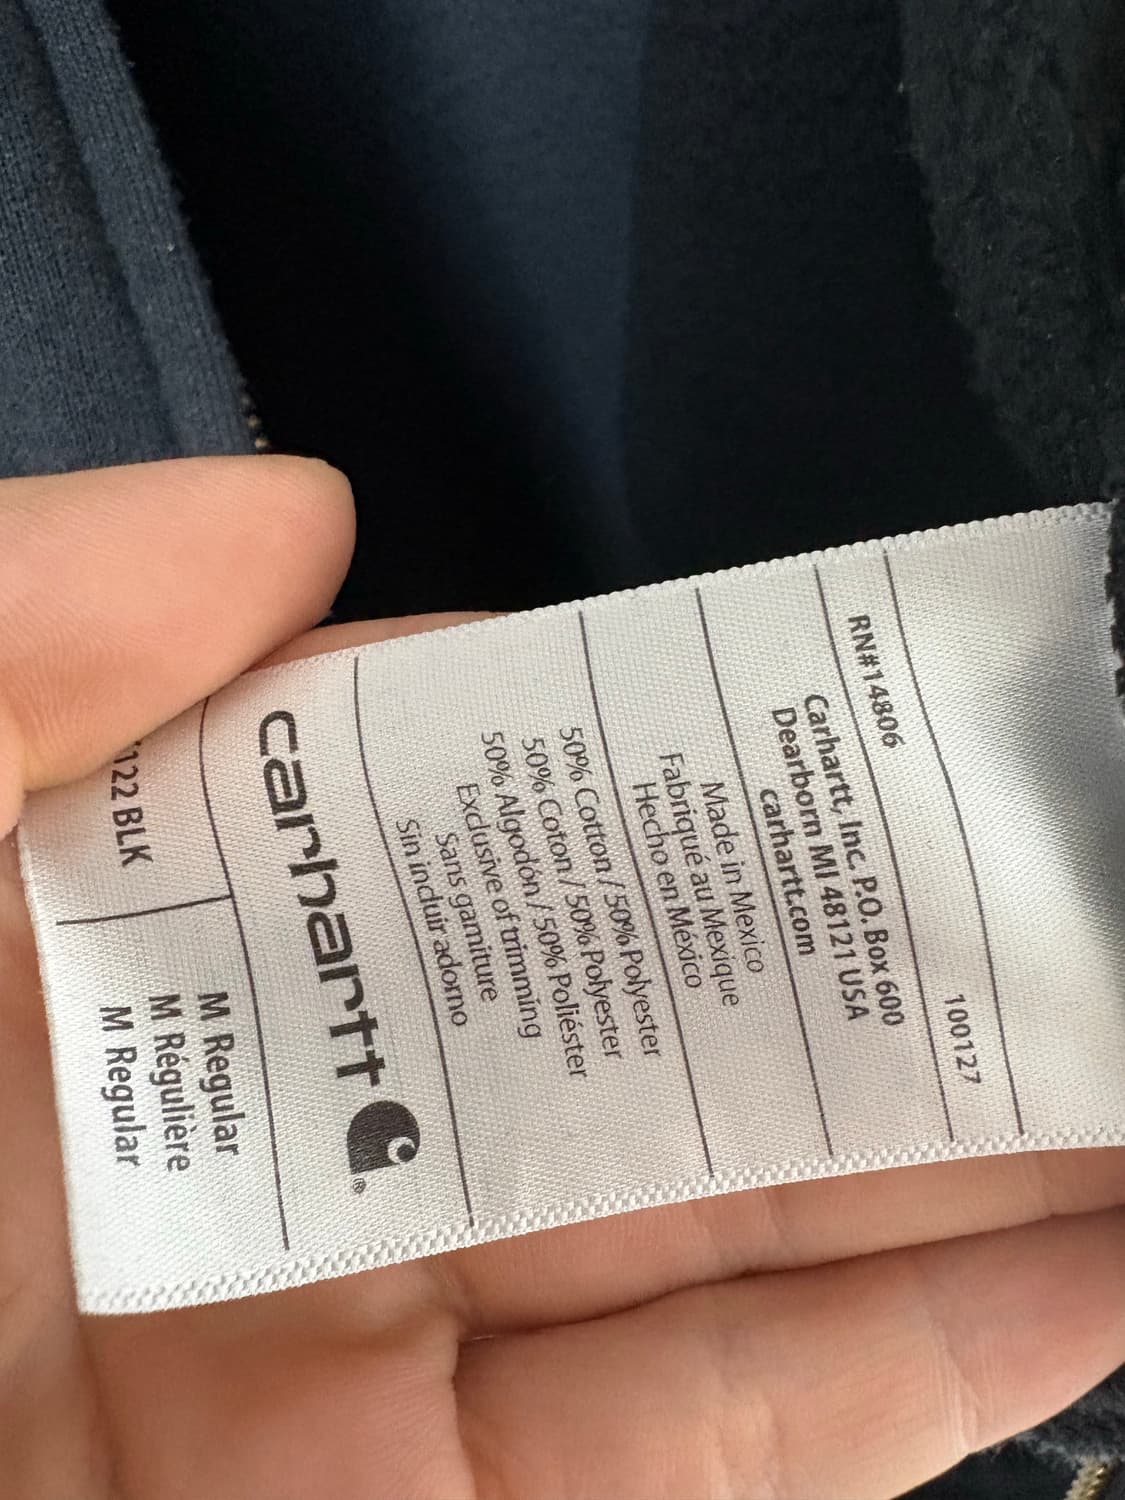 RN#14806 100127
Carhartt, Inc. P.O. Box 600
Dearborn MI 48121 USA
carhartt.com
Made in Mexico
Fabriqué au Mexique
Hecho en México
50% Cotton / 50% Polyester
50% Coton / 50% Polyester
50% Algodón / 50% Poliéster
Exclusive of trimming
Sans garniture
Sin incluir adorno
carhartt ®
M Regular
M Régulière
122 BLK
M Regular